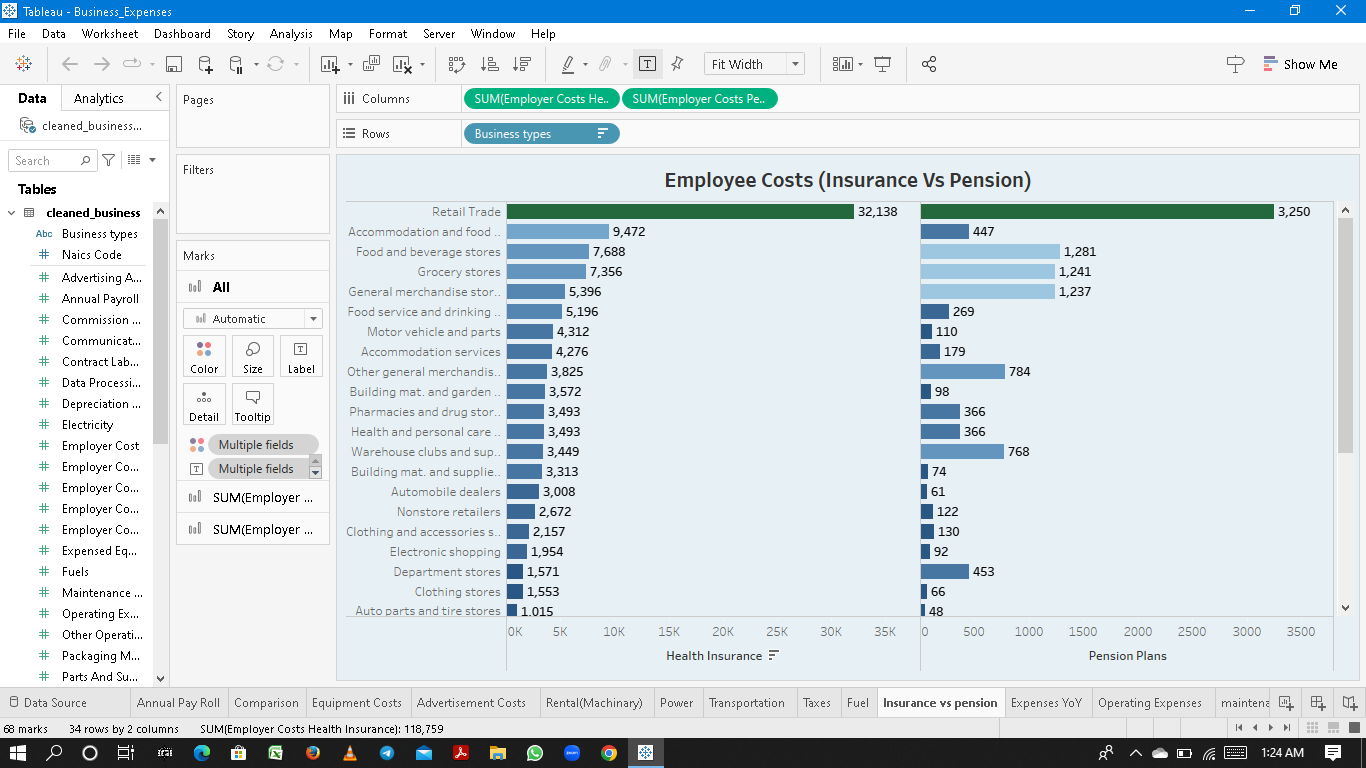 Tableau - Business_Expenses
File Data Worksheet Dashboard Story Analysis Map Format Server Window Help
Fit Width
Show Me
Data Analytics
cleaned_business...
Search
Tables
cleaned_business
Abc Business types
Naics Code
Advertising A...
Annual Payroll
Commission ...
Communicat...
Contract Lab...
Data Processi...
Depreciation ...
Electricity
Employer Cost
Employer Co...
Employer Co...
Employer Co...
Employer Co...
Expensed Eq...
Fuels
Maintenance ...
Operating Ex...
Other Operati...
Packaging M...
Parts And Su...
Pages
Filters
Marks
All
Automatic
Color Size Label
Detail Tooltip
Multiple fields
Multiple fields
SUM(Employer ...
SUM(Employer ...
Columns SUM(Employer Costs He.. SUM(Employer Costs Pe..
Rows Business types
Employee Costs (Insurance Vs Pension)
Retail Trade 32,138 3,250
Accommodation and food .. 9,472 447
Food and beverage stores 7,688 1,281
Grocery stores 7,356 1,241
General merchandise stor.. 5,396 1,237
Food service and drinking .. 5,196 269
Motor vehicle and parts 4,312 110
Accommodation services 4,276 179
Other general merchandis.. 3,825 784
Building mat. and garden .. 3,572 98
Pharmacies and drug stor.. 3,493 366
Health and personal care .. 3,493 366
Warehouse clubs and sup.. 3,449 768
Building mat. and supplie.. 3,313 74
Automobile dealers 3,008 61
Nonstore retailers 2,672 122
Clothing and accessories s.. 2,157 130
Electronic shopping 1,954 92
Department stores 1,571 453
Clothing stores 1,553 66
Auto parts and tire stores 1,015 48
0K 5K 10K 15K 20K 25K 30K 35K 0 500 1000 1500 2000 2500 3000 3500
Health Insurance Pension Plans
Data Source Annual Pay Roll Comparison Equipment Costs Advertisement Costs Rental(Machinary) Power Transportation Taxes Fuel Insurance vs pension Expenses YoY Operating Expenses maintena
68 marks 34 rows by 2 columns SUM(Employer Costs Health Insurance): 118,759
1:24 AM